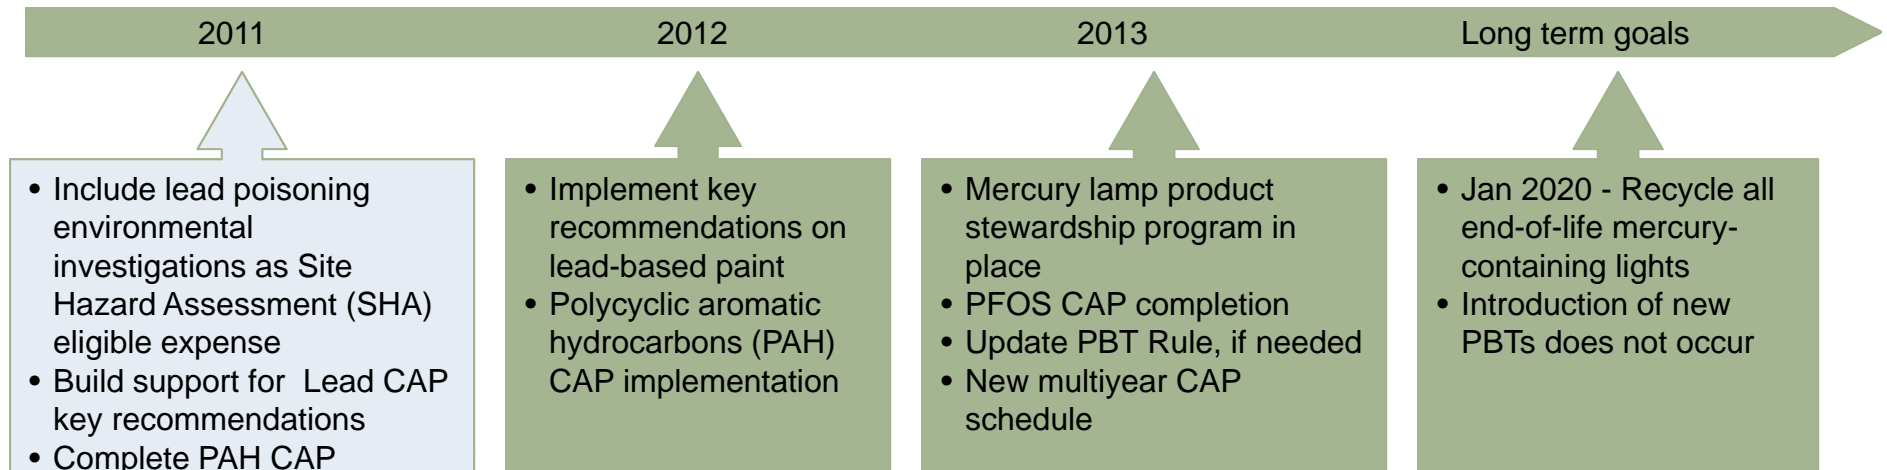 2011
2012
2013
Long term goals
• Include lead poisoning
environmental
investigations as Site
Hazard Assessment (SHA)
eligible expense
• Build support for Lead CAP
key recommendations
• Complete PAH CAP
• Implement key
recommendations on
lead-based paint
• Polycyclic aromatic
hydrocarbons (PAH)
CAP implementation
• Mercury lamp product
stewardship program in
place
• PFOS CAP completion
• Update PBT Rule, if needed
• New multiyear CAP
schedule
• Jan 2020 - Recycle all
end-of-life mercury-
containing lights
• Introduction of new
PBTs does not occur